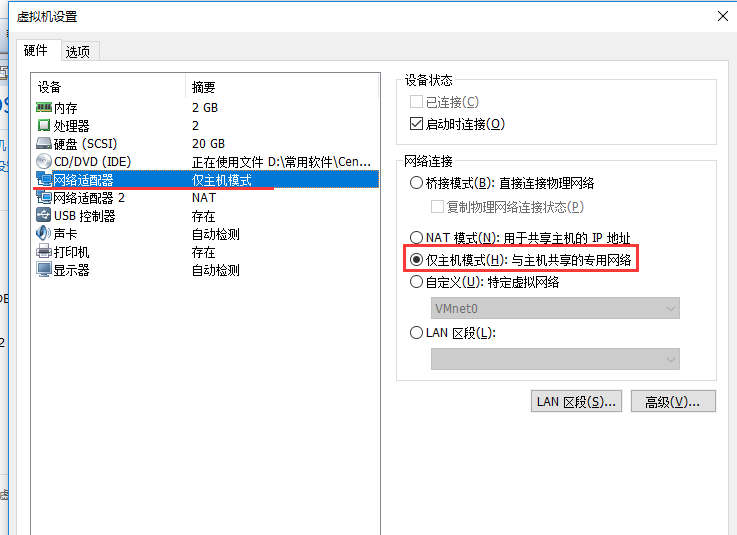 虚拟机设置
硬件 选项
设备 摘要
内存 2 GB
处理器 2
硬盘 (SCSI) 20 GB
CD/DVD (IDE) 正在使用文件 D:\常用软件\Cen...
网络适配器 仅主机模式
网络适配器 2 NAT
USB 控制器 存在
声卡 自动检测
打印机 存在
显示器 自动检测
设备状态
已连接(C)
启动时连接(O)
网络连接
桥接模式(B): 直接连接物理网络
复制物理网络连接状态(P)
NAT 模式(N): 用于共享主机的 IP 地址
仅主机模式(H): 与主机共享的专用网络
自定义(U): 特定虚拟网络
VMnet0
LAN 区段(L):
LAN 区段(S)... 高级(V)...